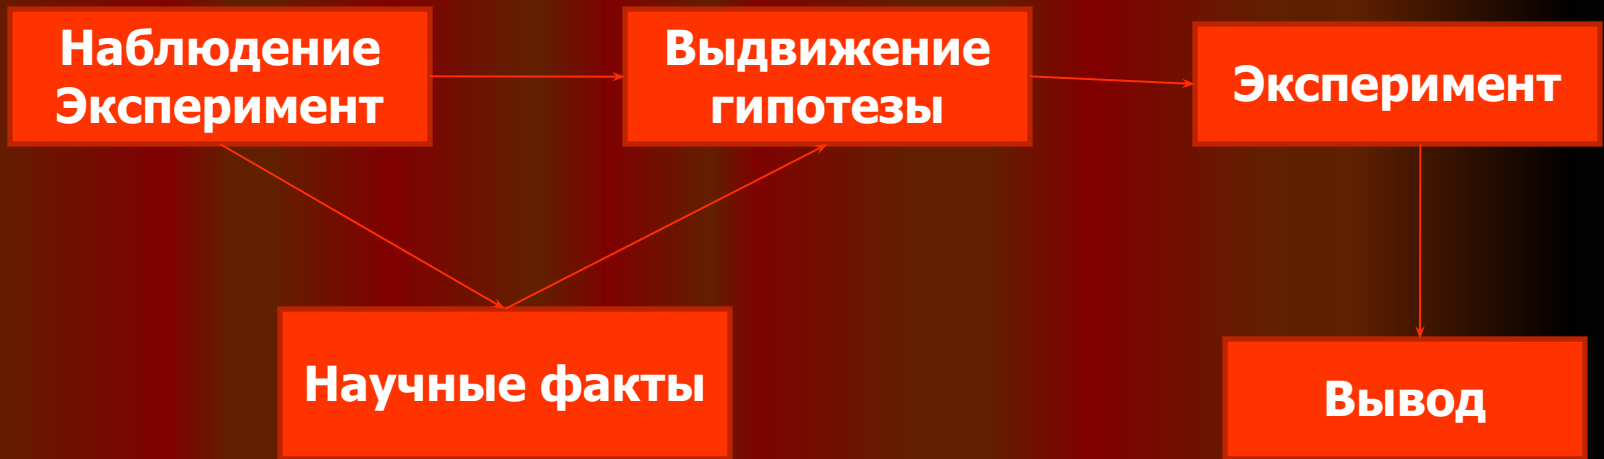 Наблюдение
Эксперимент
Выдвижение
гипотезы
Эксперимент
Научные факты
Вывод